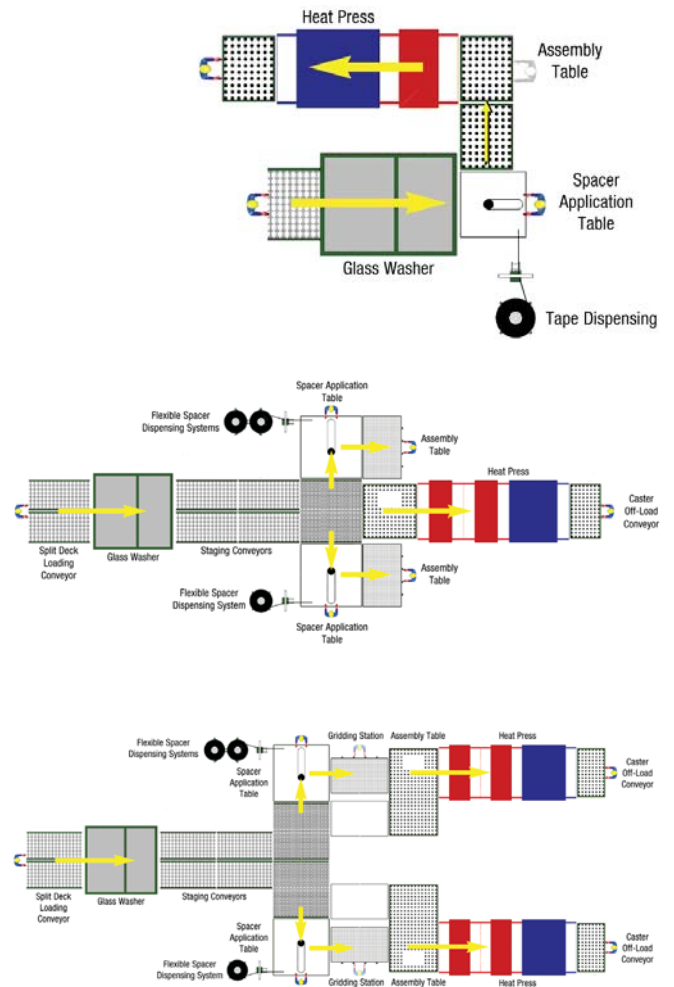 Heat Press
Assembly
Table
Spacer
Application
Table
Glass Washer
Tape Dispensing
Spacer Application
Table
Flexible Spacer
Dispensing Systems
Assembly
Table
Heat Press
Caster
Off-Load
Conveyor
Split Deck
Loading
Conveyor
Glass Washer
Staging Conveyors
Assembly
Table
Flexible Spacer
Dispensing System
Spacer Application
Table
Flexible Spacer
Dispensing Systems
Gridding Station
Assembly Table
Heat Press
Spacer
Application
Table
Caster
Off-Load
Conveyor
Split Deck
Loading
Conveyor
Glass Washer
Staging Conveyors
Spacer
Application
Table
Flexible Spacer
Dispensing System
Gridding Station
Assembly Table
Heat Press
Caster
Off-Load
Conveyor